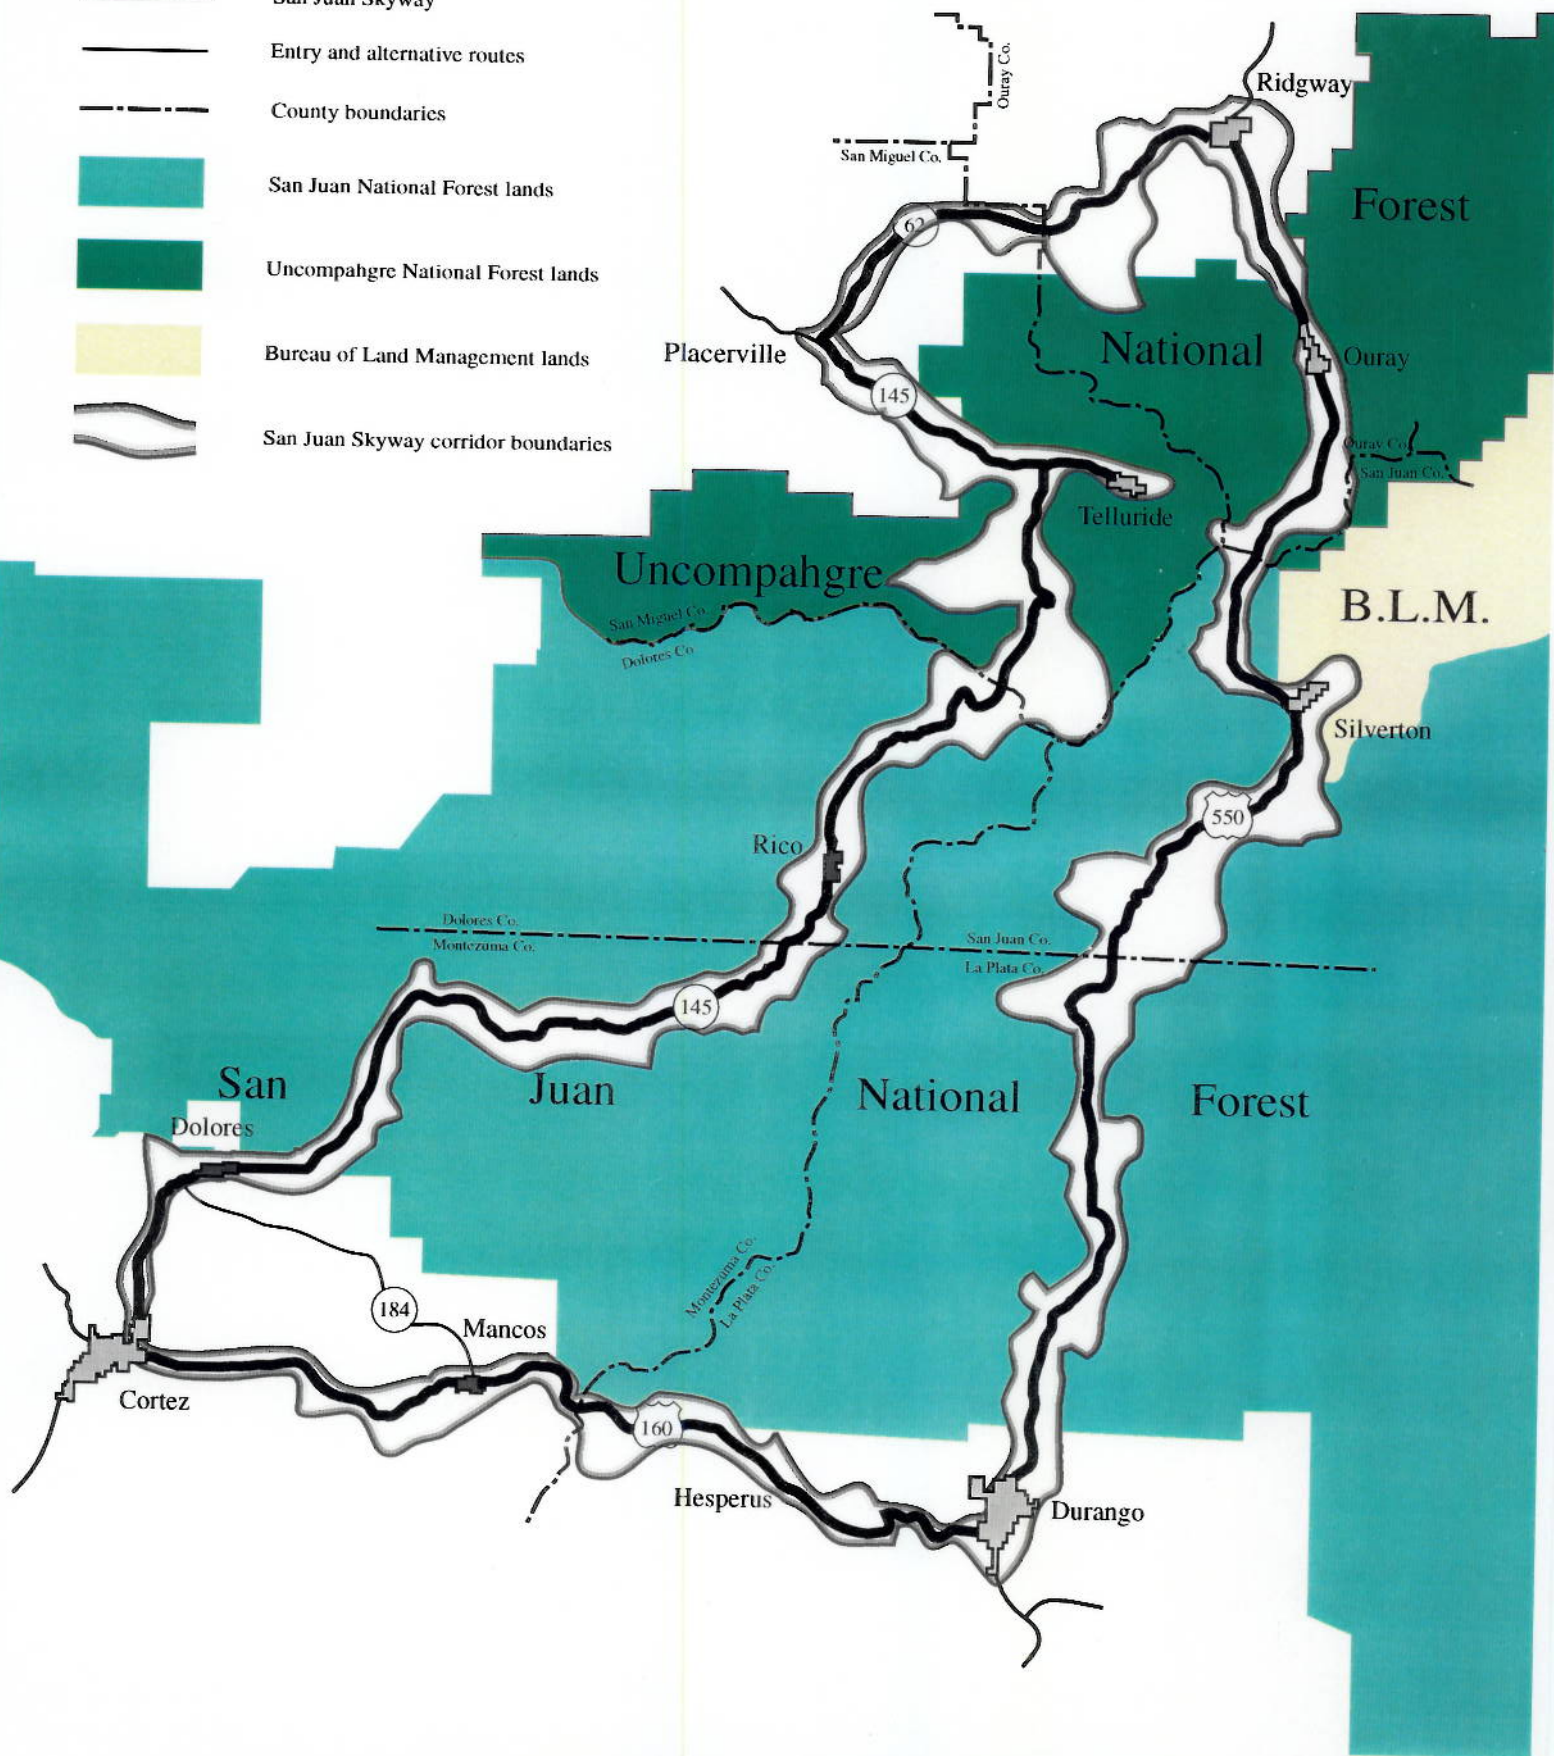 San Juan Skyway
Entry and alternative routes
County boundaries
San Juan National Forest lands
Uncompahgre National Forest lands
Bureau of Land Management lands
San Juan Skyway corridor boundaries
Ouray Co.
San Miguel Co.
Ridgway
Forest
62
National
Placerville
Ouray
145
Ouray Co.
San Juan Co.
Telluride
Uncompahgre
B.L.M.
San Miguel Co.
Dolores Co
Silverton
550
Rico
Dolores Co.
Montezuma Co.
San Juan Co.
La Plata Co.
145
San Juan National Forest
Dolores
Montezuma Co.
La Plata Co.
184
Mancos
Cortez
160
Hesperus
Durango